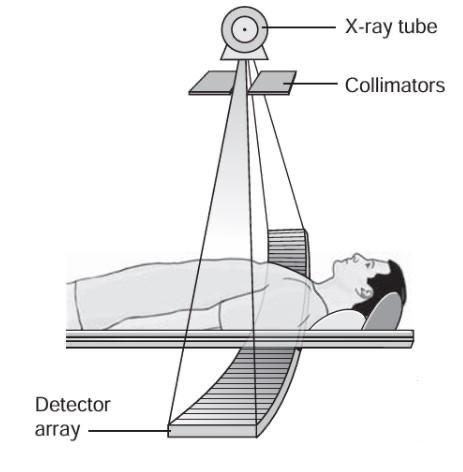 X-ray tube
Collimators
Detector
array